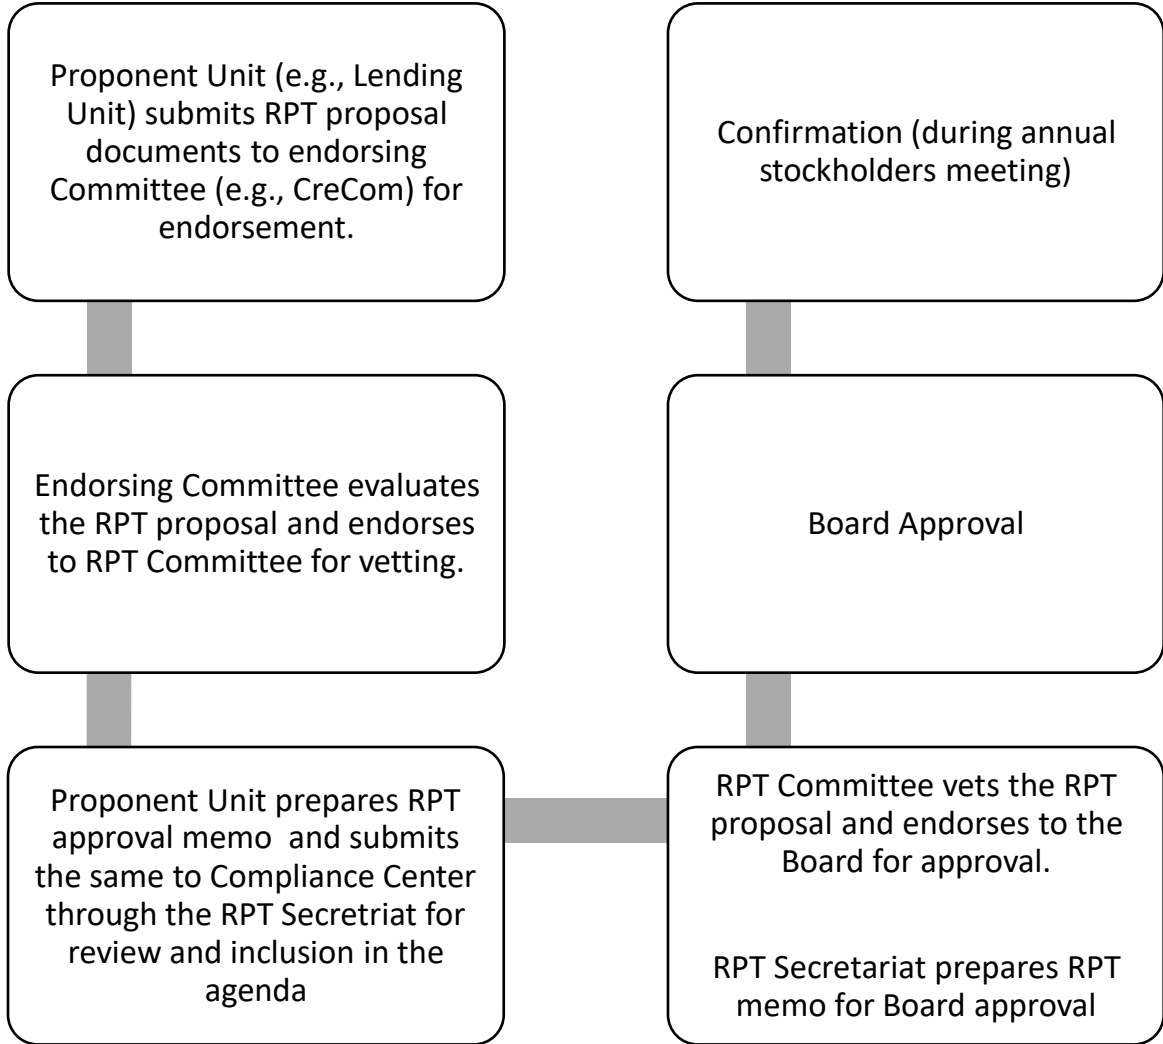 Proponent Unit (e.g., Lending
Unit) submits RPT proposal
documents to endorsing
Committee (e.g., CreCom) for
endorsement.
Endorsing Committee evaluates
the RPT proposal and endorses
to RPT Committee for vetting.
Proponent Unit prepares RPT
approval memo  and submits
the same to Compliance Center
through the RPT Secretriat for
review and inclusion in the
agenda
RPT Committee vets the RPT
proposal and endorses to the
Board for approval.
RPT Secretariat prepares RPT
memo for Board approval
Board Approval
Confirmation (during annual
stockholders meeting)